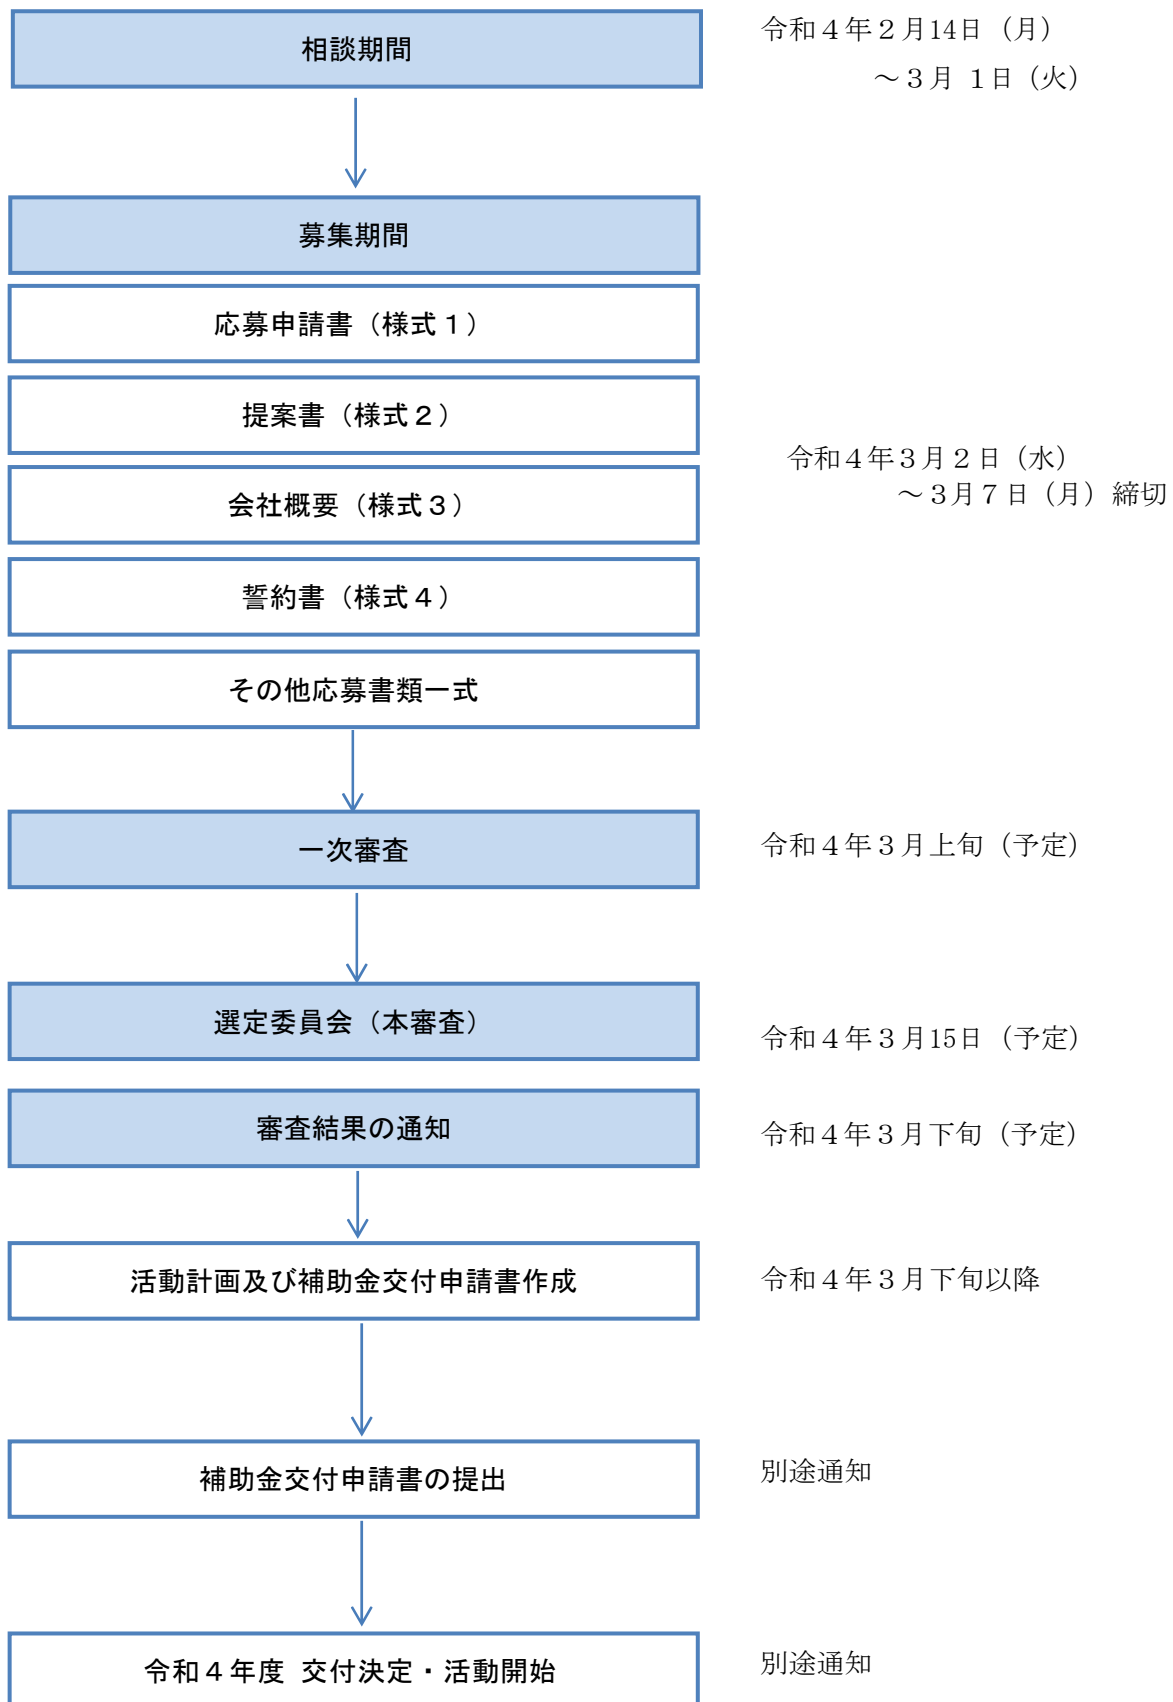 相談期間
令和４年２月14日（月）
～３月 １日（火）
募集期間
応募申請書（様式１）
提案書（様式２）
会社概要（様式３）
誓約書（様式４）
その他応募書類一式
令和４年３月２日（水）
～３月７日（月）締切
一次審査
令和４年３月上旬（予定）
選定委員会（本審査）
令和４年３月15日（予定）
審査結果の通知
令和４年３月下旬（予定）
活動計画及び補助金交付申請書作成
令和４年３月下旬以降
補助金交付申請書の提出
別途通知
令和４年度 交付決定・活動開始
別途通知